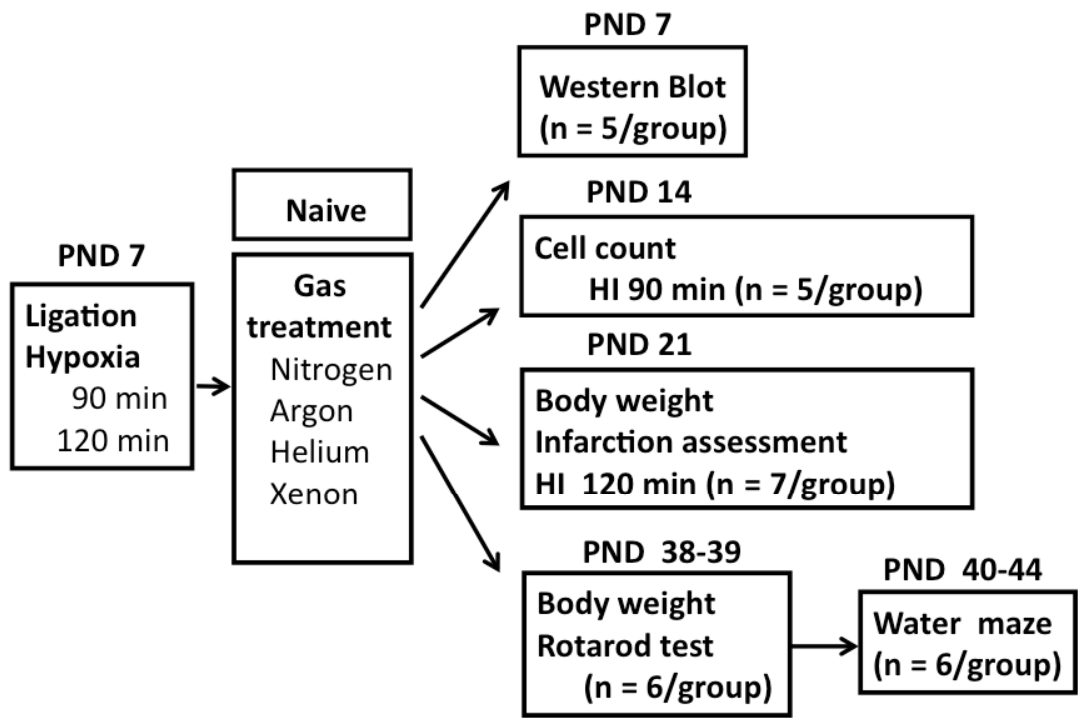 PND 7
Ligation
Hypoxia
90 min
120 min
Naive
Gas
treatment
Nitrogen
Argon
Helium
Xenon
PND 7
Western Blot
(n = 5/group)
PND 14
Cell count
HI 90 min (n = 5/group)
PND 21
Body weight
Infarction assessment
HI 120 min (n = 7/group)
PND 38-39
Body weight
Rotarod test
(n = 6/group)
PND 40-44
Water maze
(n = 6/group)